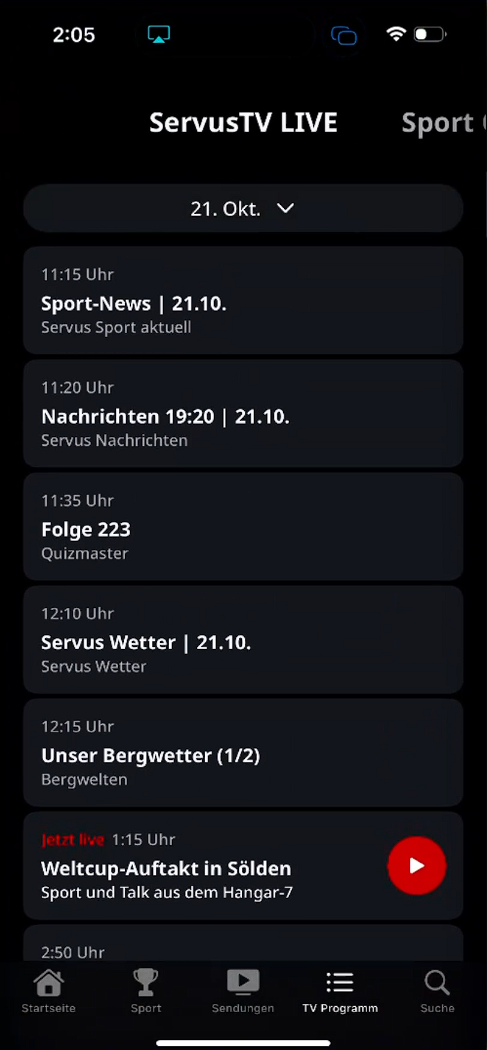 2:05
ServusTV LIVE
Sport
21. Okt.
11:15 Uhr
Sport-News | 21.10.
Servus Sport aktuell
11:20 Uhr
Nachrichten 19:20 | 21.10.
Servus Nachrichten
11:35 Uhr
Folge 223
Quizmaster
12:10 Uhr
Servus Wetter | 21.10.
Servus Wetter
12:15 Uhr
Unser Bergwetter (1/2)
Bergwelten
Jetzt live 1:15 Uhr
Weltcup-Auftakt in Sölden
Sport und Talk aus dem Hangar-7
2:50 Uhr
Startseite
Sport
Sendungen
TV Programm
Suche